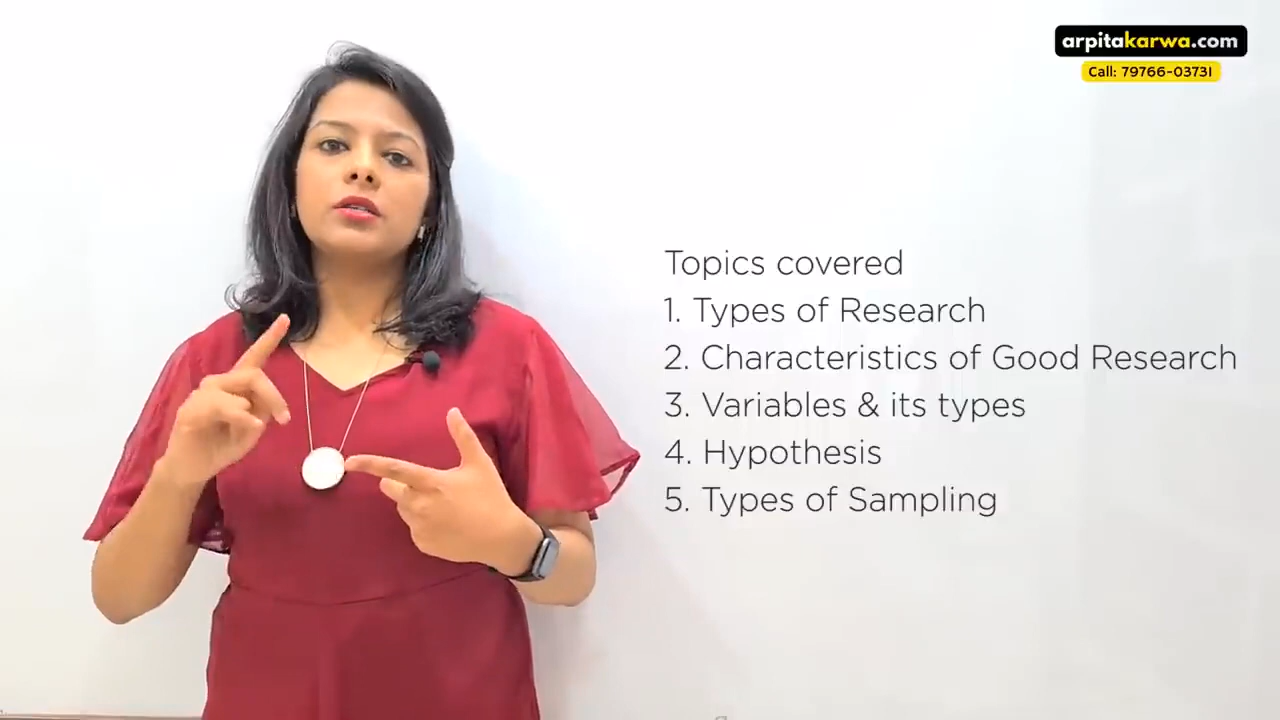 arpitakarwa.com
Call: 79766-03731
Topics covered
1. Types of Research
2. Characteristics of Good Research
3. Variables & its types
4. Hypothesis
5. Types of Sampling